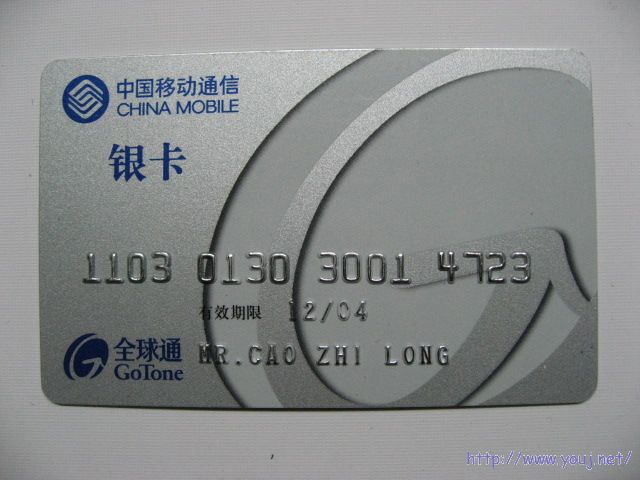 中国移动通信
CHINA MOBILE
银卡
1103 0130 3001 4723
有效期限 12/04
全球通
GoTone
MR.CAO ZHI LONG
http://www.youj.net/